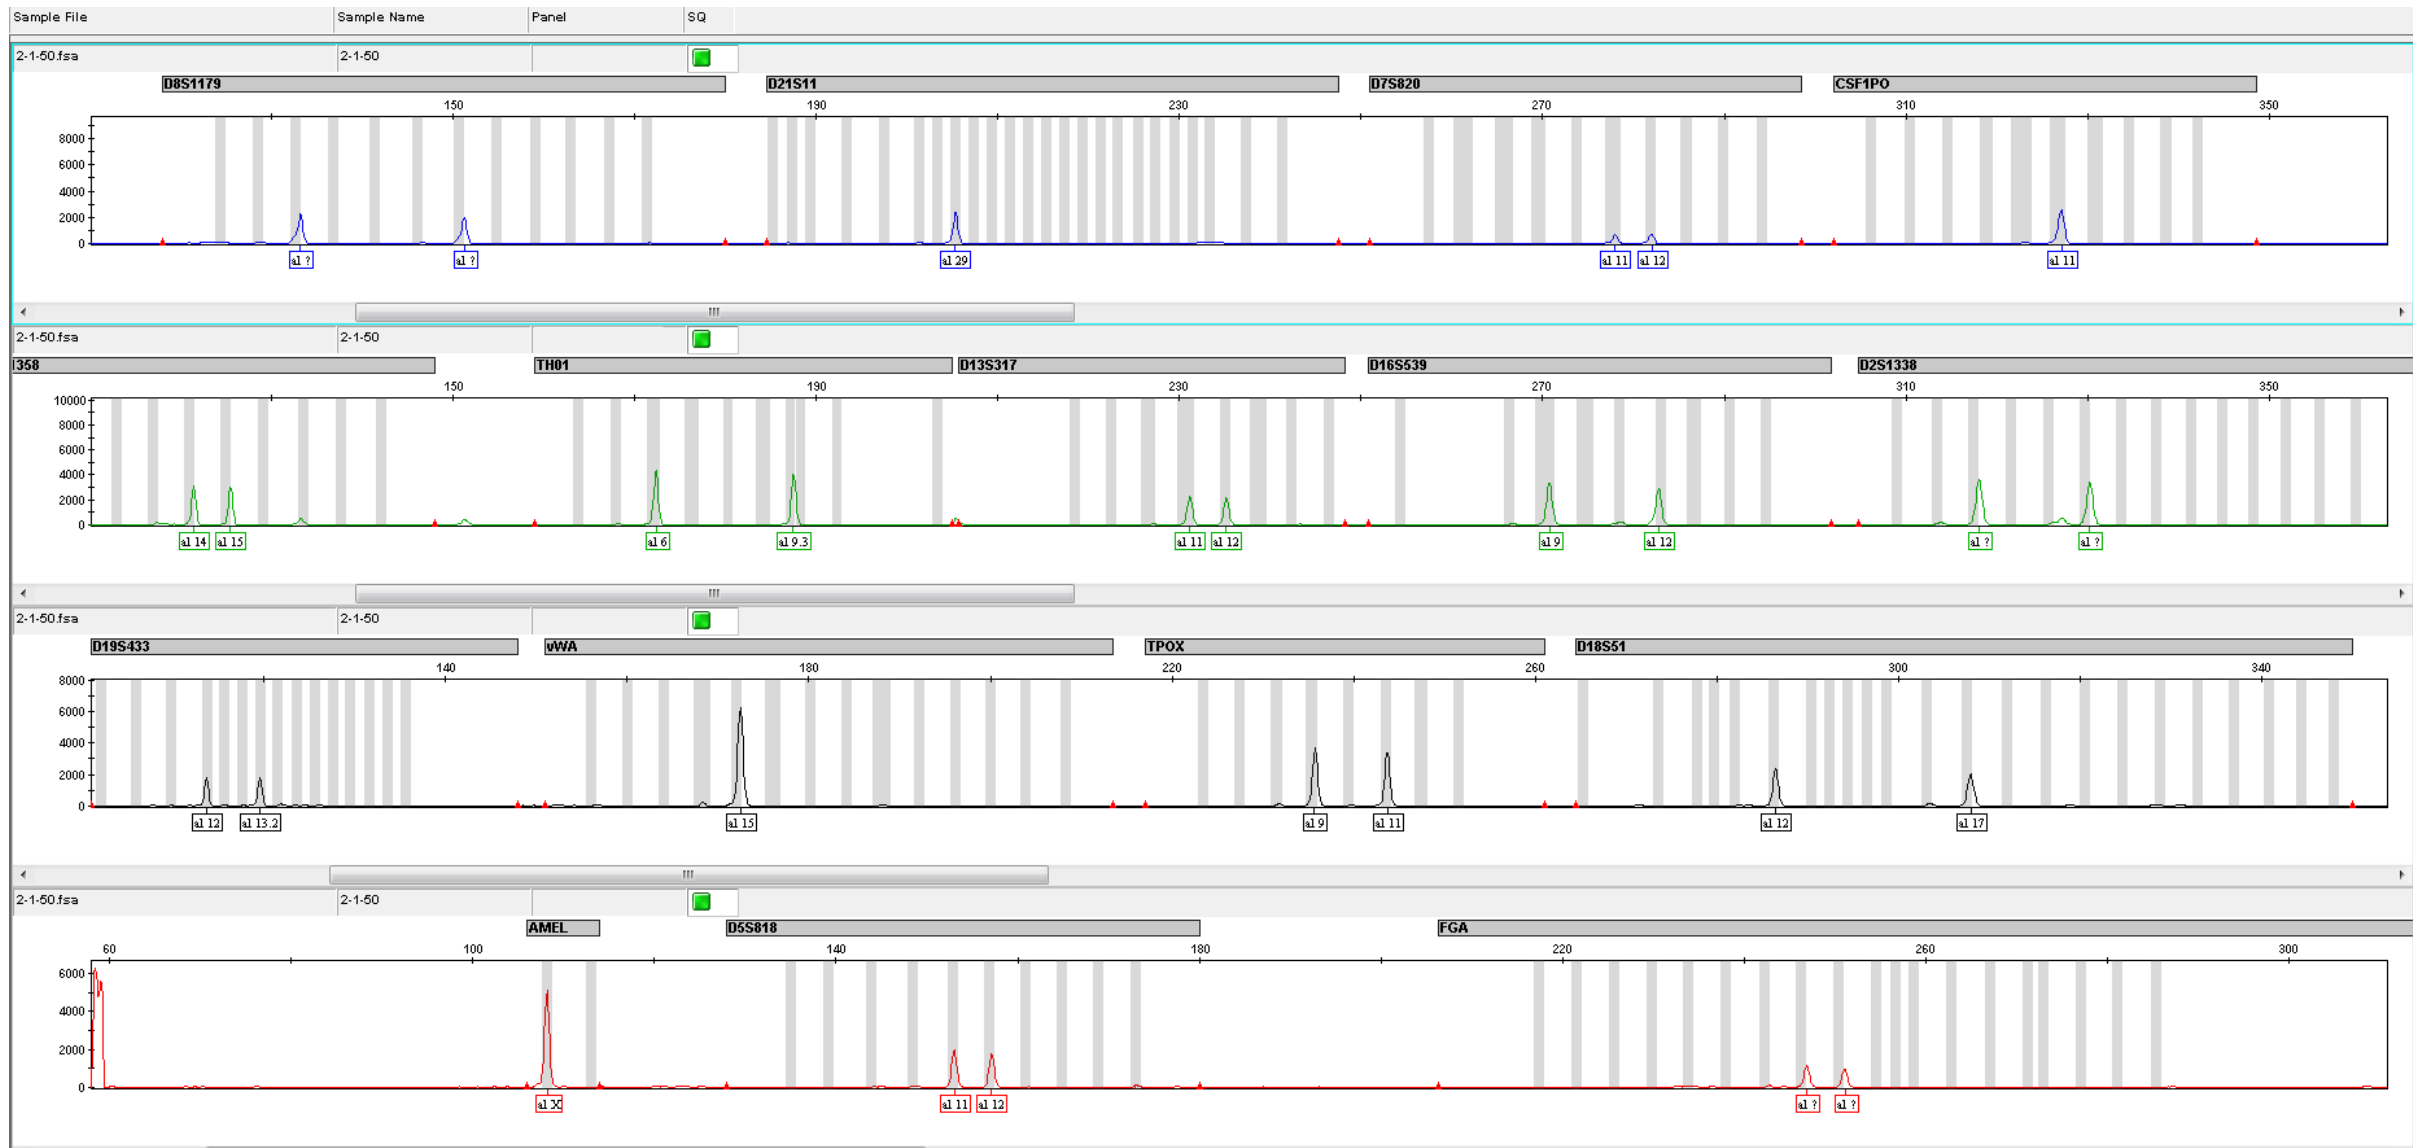 Sample File Sample Name Panel SQ
2-1-50.fsa 2-1-50
D8S1179 D21S11 D7S820 CSF1PO
150 190 230 270 310 350
8000
6000
4000
2000
0
al ? al ? al 29 al 11 al 12 al 11
2-1-50.fsa 2-1-50
358 TH01 D13S317 D16S539 D2S1338
150 190 230 270 310 350
10000
8000
6000
4000
2000
0
al 14 al 15 al 6 al 9.3 al 11 al 12 al 9 al 12 al ? al ?
2-1-50.fsa 2-1-50
D19S433 vWA TPOX D18S51
140 180 220 260 300 340
8000
6000
4000
2000
0
al 12 al 13.2 al 15 al 9 al 11 al 12 al 17
2-1-50.fsa 2-1-50
AMEL D5S818 FGA
60 100 140 180 220 260 300
6000
4000
2000
0
al X al 11 al 12 al ? al ?